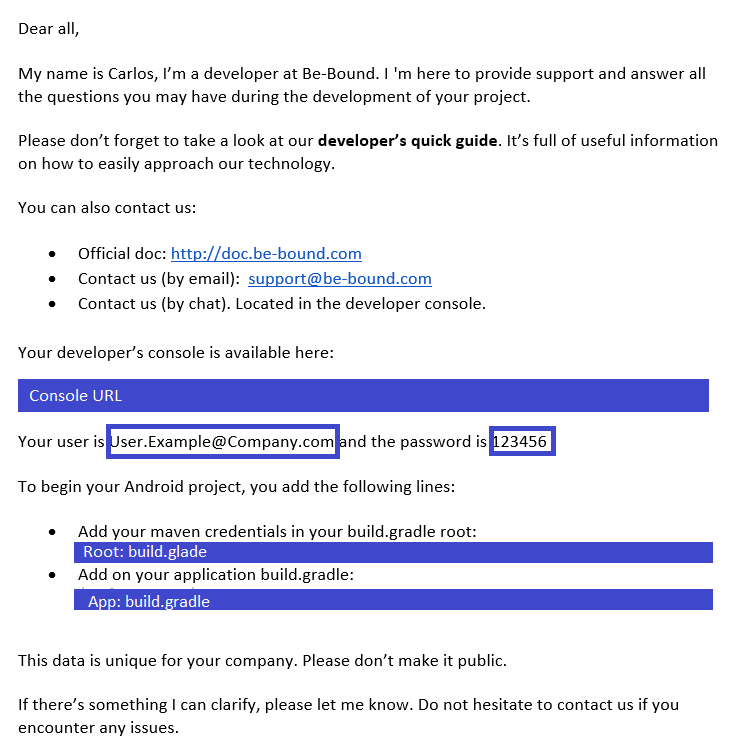 Dear all,
My name is Carlos, I’m a developer at Be-Bound. I 'm here to provide support and answer all
the questions you may have during the development of your project.
Please don’t forget to take a look at our developer’s quick guide. It’s full of useful information
on how to easily approach our technology.
You can also contact us:
• Official doc: http://doc.be-bound.com
• Contact us (by email):  support@be-bound.com
• Contact us (by chat). Located in the developer console.
Your developer’s console is available here:
Console URL
Your user is User.Example@Company.com and the password is 123456
To begin your Android project, you add the following lines:
• Add your maven credentials in your build.gradle root:
Root: build.glade
• Add on your application build.gradle:
App: build.gradle
This data is unique for your company. Please don’t make it public.
If there’s something I can clarify, please let me know. Do not hesitate to contact us if you
encounter any issues.